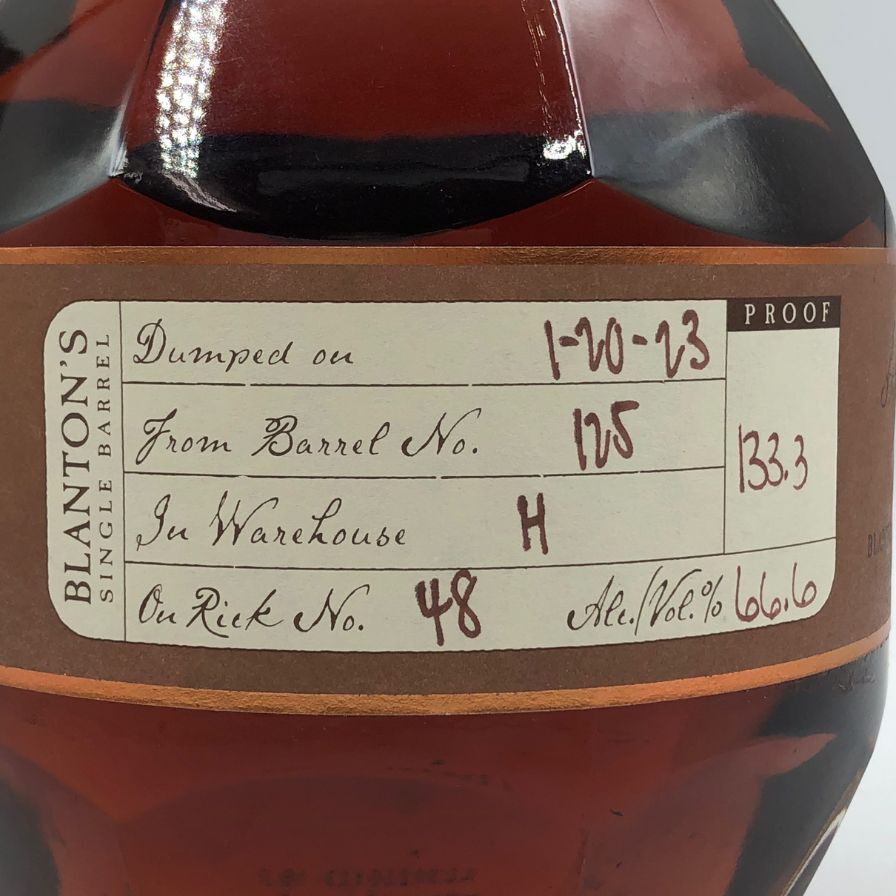 BLANTON'S
SINGLE BARREL
Dumped on 1-20-23
PROOF
From Barrel No. 125
133.3
In Warehouse H
On Rick No. 48 Alc./Vol.% 66.6